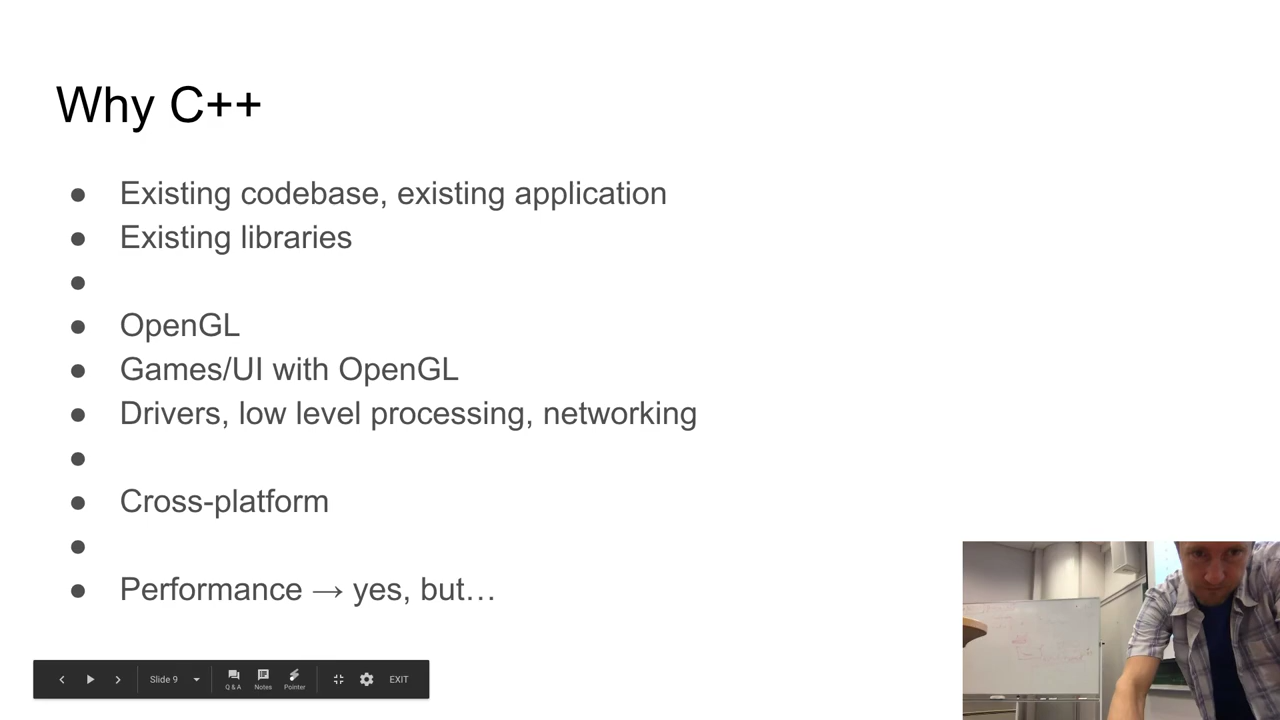 Why C++
● Existing codebase, existing application
● Existing libraries
●
● OpenGL
● Games/UI with OpenGL
● Drivers, low level processing, networking
●
● Cross-platform
●
● Performance → yes, but…
Slide 9
Q & A
Notes
Pointer
EXIT